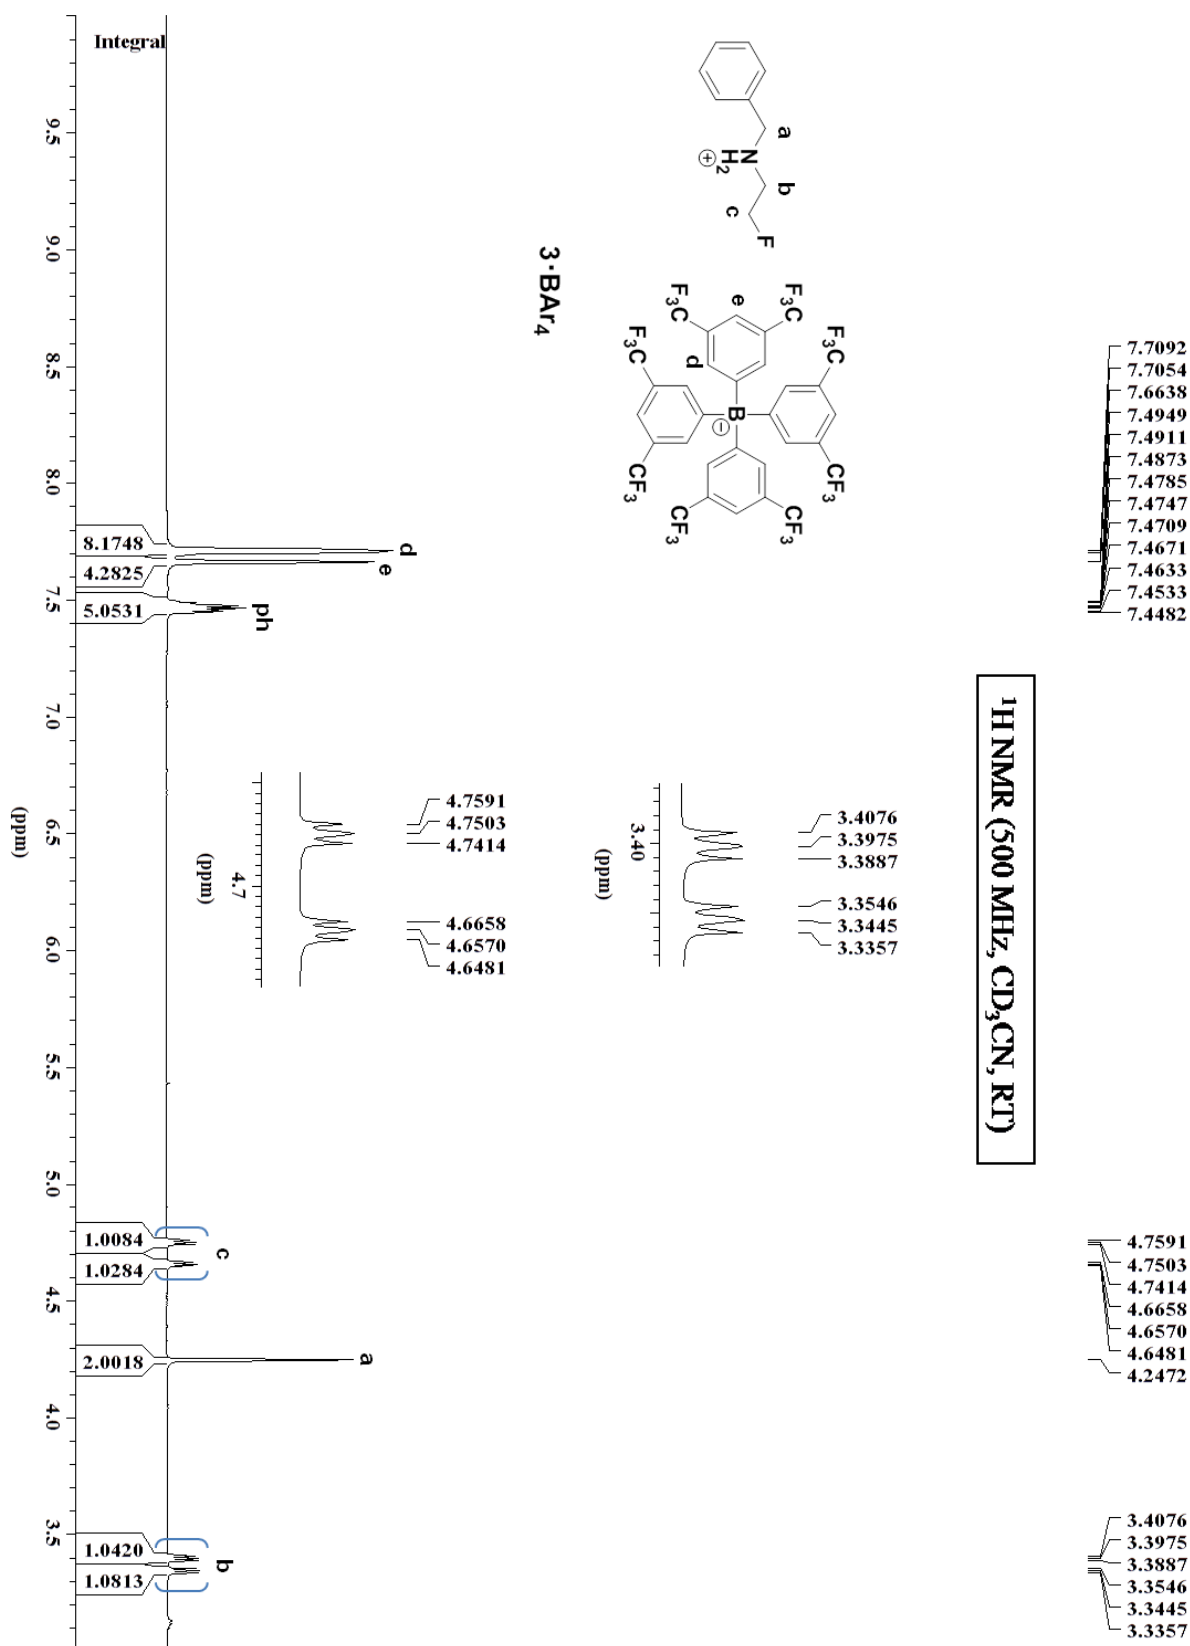 ¹H NMR (500 MHz, CD₃CN, RT)
7.7092
7.7054
7.6638
7.4949
7.4911
7.4873
7.4785
7.4747
7.4709
7.4671
7.4633
7.4533
7.4482
4.7591
4.7503
4.7414
4.6658
4.6570
4.6481
4.2472
3.4076
3.3975
3.3887
3.3546
3.3445
3.3357
a
b
c
N
H₂
⊕
F
F₃C
F₃C
CF₃
CF₃
F₃C
F₃C
CF₃
CF₃
e
d
B
⊖
3·BAr₄
3.4076
3.3975
3.3887
3.3546
3.3445
3.3357
3.40
(ppm)
4.7591
4.7503
4.7414
4.6658
4.6570
4.6481
4.7
(ppm)
d
e
ph
c
a
b
Integral
8.1748
4.2825
5.0531
1.0084
1.0284
2.0018
1.0420
1.0813
9.5
9.0
8.5
8.0
7.5
7.0
6.5
6.0
5.5
5.0
4.5
4.0
3.5
(ppm)